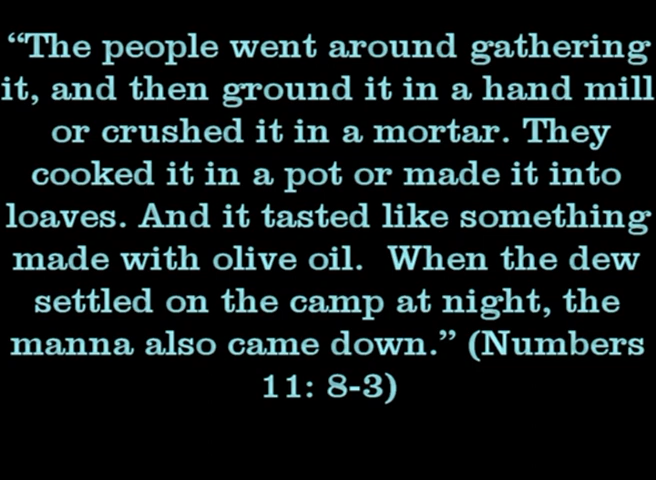 “The people went around gathering
it, and then ground it in a hand mill
or crushed it in a mortar. They
cooked it in a pot or made it into
loaves. And it tasted like something
made with olive oil.  When the dew
settled on the camp at night, the
manna also came down.” (Numbers
11: 8-3)